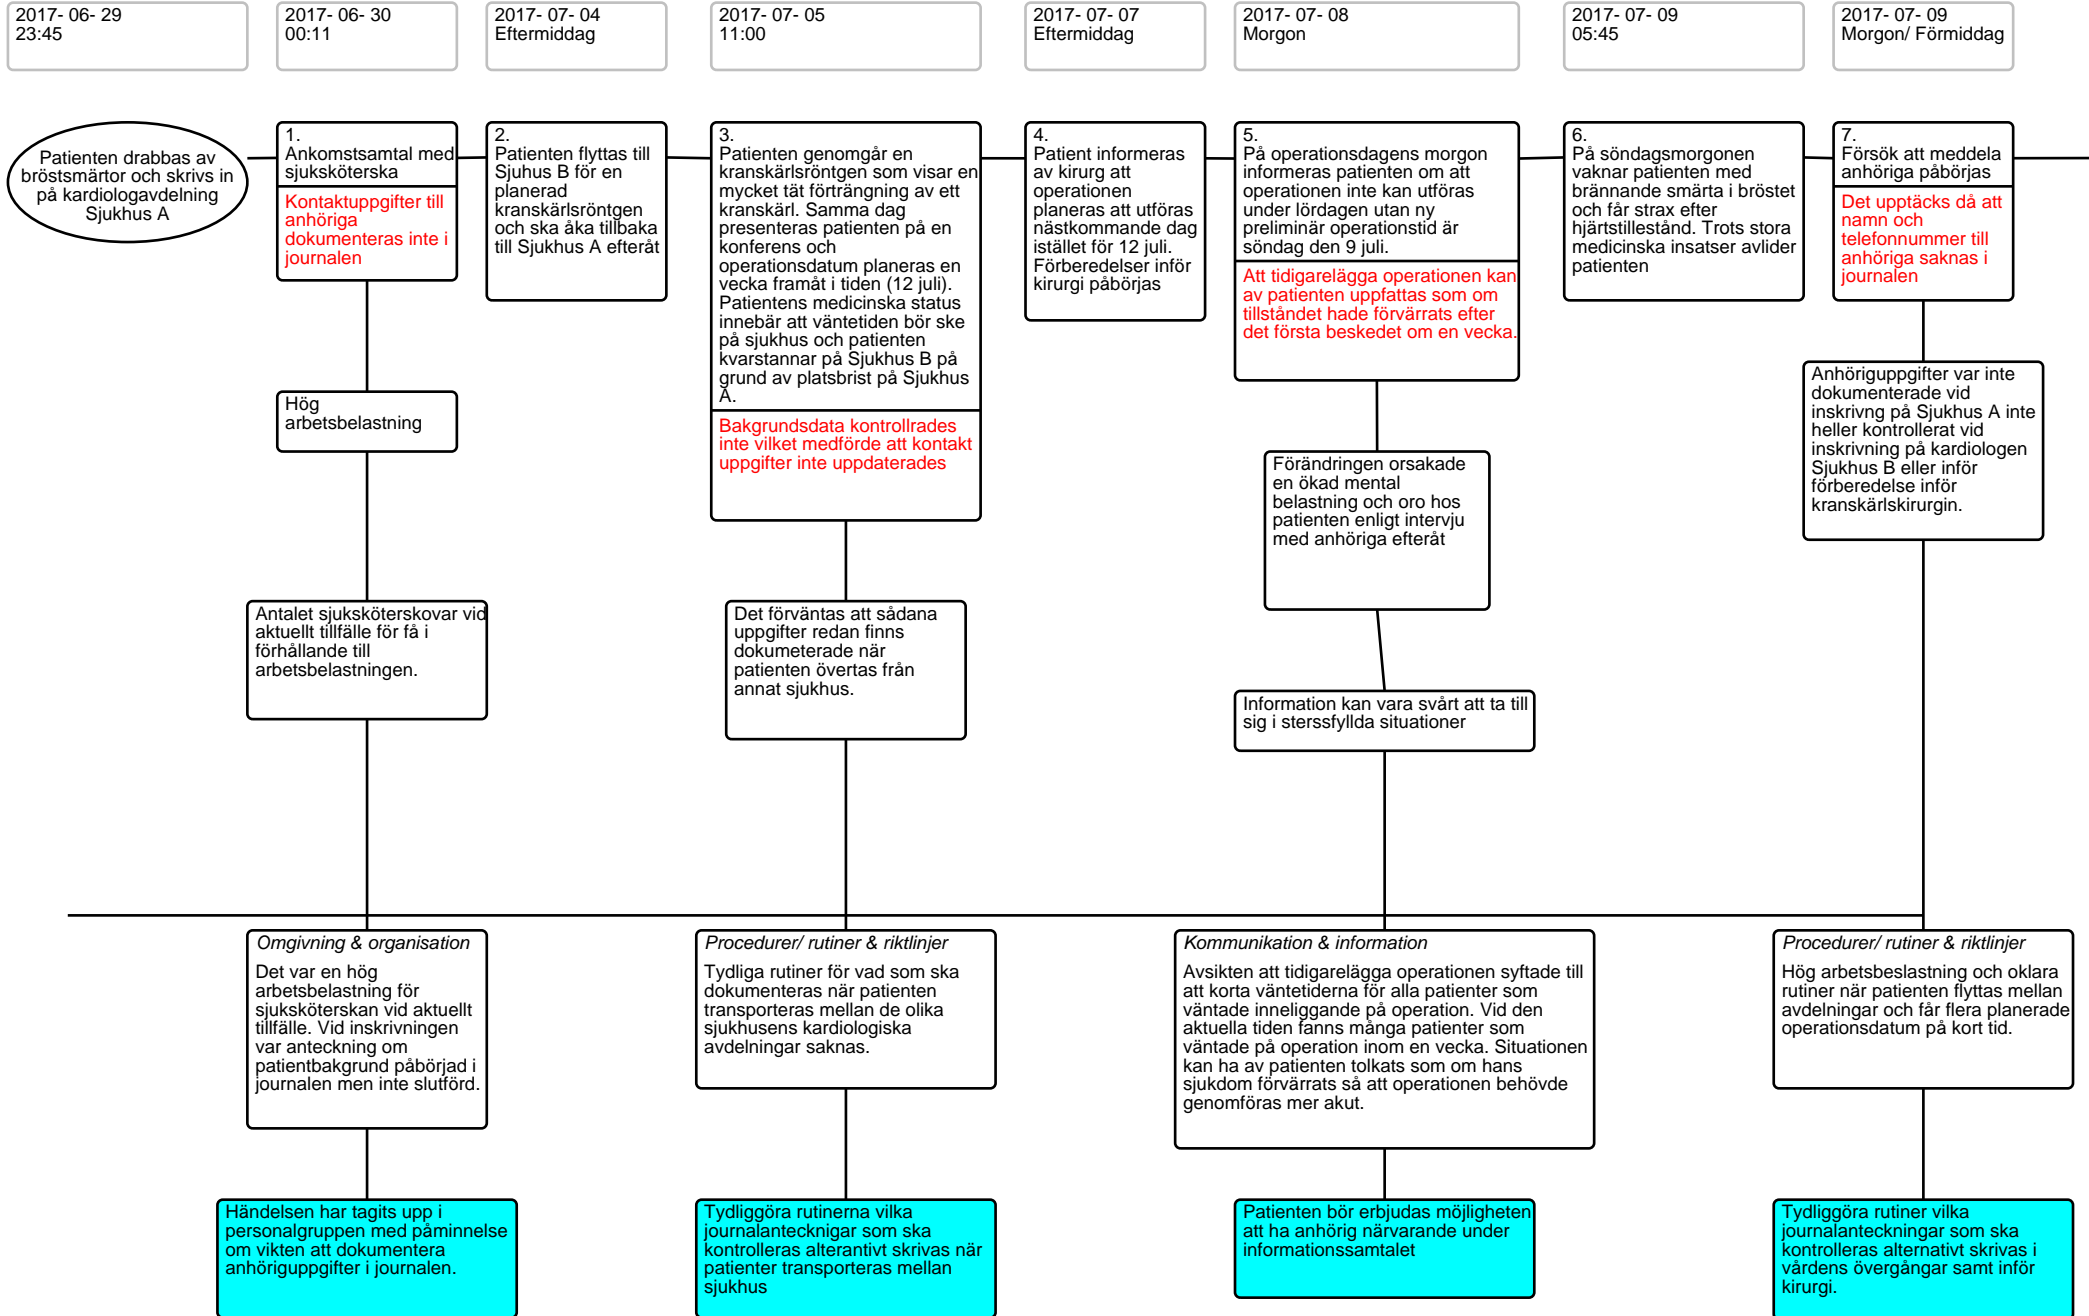 2017- 06- 29
23:45
2017- 06- 30
00:11
2017- 07- 04
Eftermiddag
2017- 07- 05
11:00
2017- 07- 07
Eftermiddag
2017- 07- 08
Morgon
2017- 07- 09
05:45
2017- 07- 09
Morgon/ Förmiddag
Patienten drabbas av
bröstsmärtor och skrivs in
på kardiologavdelning
Sjukhus A
1.
Ankomstsamtal med
sjuksköterska
Kontaktuppgifter till
anhöriga
dokumenteras inte i
journalen
2.
Patienten flyttas till
Sjuhus B för en
planerad
kranskärlsröntgen
och ska åka tillbaka
till Sjukhus A efteråt
3.
Patienten genomgår en
kranskärlsröntgen som visar en
mycket tät förträngning av ett
kranskärl. Samma dag
presenteras patienten på en
konferens och
operationsdatum planeras en
vecka framåt i tiden (12 juli).
Patientens medicinska status
innebär att väntetiden bör ske
på sjukhus och patienten
kvarstannar på Sjukhus B på
grund av platsbrist på Sjukhus
A.
Bakgrundsdata kontrollrades
inte vilket medförde att kontakt
uppgifter inte uppdaterades
4.
Patient informeras
av kirurg att
operationen
planeras att utföras
nästkommande dag
istället för 12 juli.
Förberedelser inför
kirurgi påbörjas
5.
På operationsdagens morgon
informeras patienten om att
operationen inte kan utföras
under lördagen utan ny
preliminär operationstid är
söndag den 9 juli.
Att tidigarelägga operationen kan
av patienten uppfattas som om
tillståndet hade förvärrats efter
det första beskedet om en vecka.
6.
På söndagsmorgonen
vaknar patienten med
brännande smärta i bröstet
och får strax efter
hjärtstillestånd. Trots stora
medicinska insatser avlider
patienten
7.
Försök att meddela
anhöriga påbörjas
Det upptäcks då att
namn och
telefonnummer till
anhöriga saknas i
journalen
Hög
arbetsbelastning
Förändringen orsakade
en ökad mental
belastning och oro hos
patienten enligt intervju
med anhöriga efteråt
Anhöriguppgifter var inte
dokumenterade vid
inskrivng på Sjukhus A inte
heller kontrollerat vid
inskrivning på kardiologen
Sjukhus B eller inför
förberedelse inför
kranskärlskirurgin.
Antalet sjuksköterskovar vid
aktuellt tillfälle för få i
förhållande till
arbetsbelastningen.
Det förväntas att sådana
uppgifter redan finns
dokumeterade när
patienten övertas från
annat sjukhus.
Information kan vara svårt att ta till
sig i sterssfyllda situationer
Omgivning & organisation
Det var en hög
arbetsbelastning för
sjuksköterskan vid aktuellt
tillfälle. Vid inskrivningen
var anteckning om
patientbakgrund påbörjad i
journalen men inte slutförd.
Procedurer/ rutiner & riktlinjer
Tydliga rutiner för vad som ska
dokumenteras när patienten
transporteras mellan de olika
sjukhusens kardiologiska
avdelningar saknas.
Kommunikation & information
Avsikten att tidigarelägga operationen syftade till
att korta väntetiderna för alla patienter som
väntade inneliggande på operation. Vid den
aktuella tiden fanns många patienter som
väntade på operation inom en vecka. Situationen
kan ha av patienten tolkats som om hans
sjukdom förvärrats så att operationen behövde
genomföras mer akut.
Procedurer/ rutiner & riktlinjer
Hög arbetsbeslastning och oklara
rutiner när patienten flyttas mellan
avdelningar och får flera planerade
operationsdatum på kort tid.
Händelsen har tagits upp i
personalgruppen med påminnelse
om vikten att dokumentera
anhöriguppgifter i journalen.
Tydliggöra rutinerna vilka
journalantecknigar som ska
kontrolleras alterantivt skrivas när
patienter transporteras mellan
sjukhus
Patienten bör erbjudas möjligheten
att ha anhörig närvarande under
informationssamtalet
Tydliggöra rutiner vilka
journalanteckningar som ska
kontrolleras alternativt skrivas i
vårdens övergångar samt inför
kirurgi.